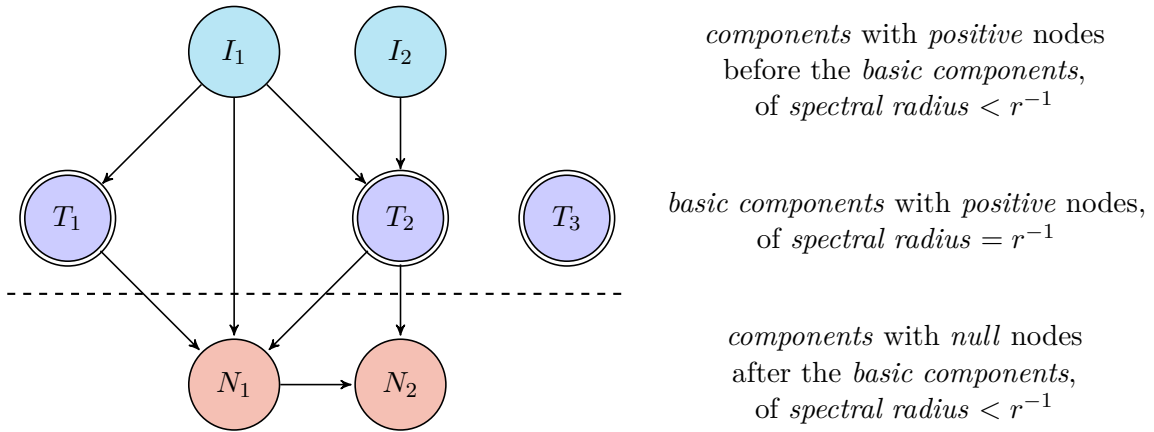 I₁
I₂
components with positive nodes
before the basic components,
of spectral radius < r⁻¹
T₁
T₂
T₃
basic components with positive nodes,
of spectral radius = r⁻¹
N₁
N₂
components with null nodes
after the basic components,
of spectral radius < r⁻¹